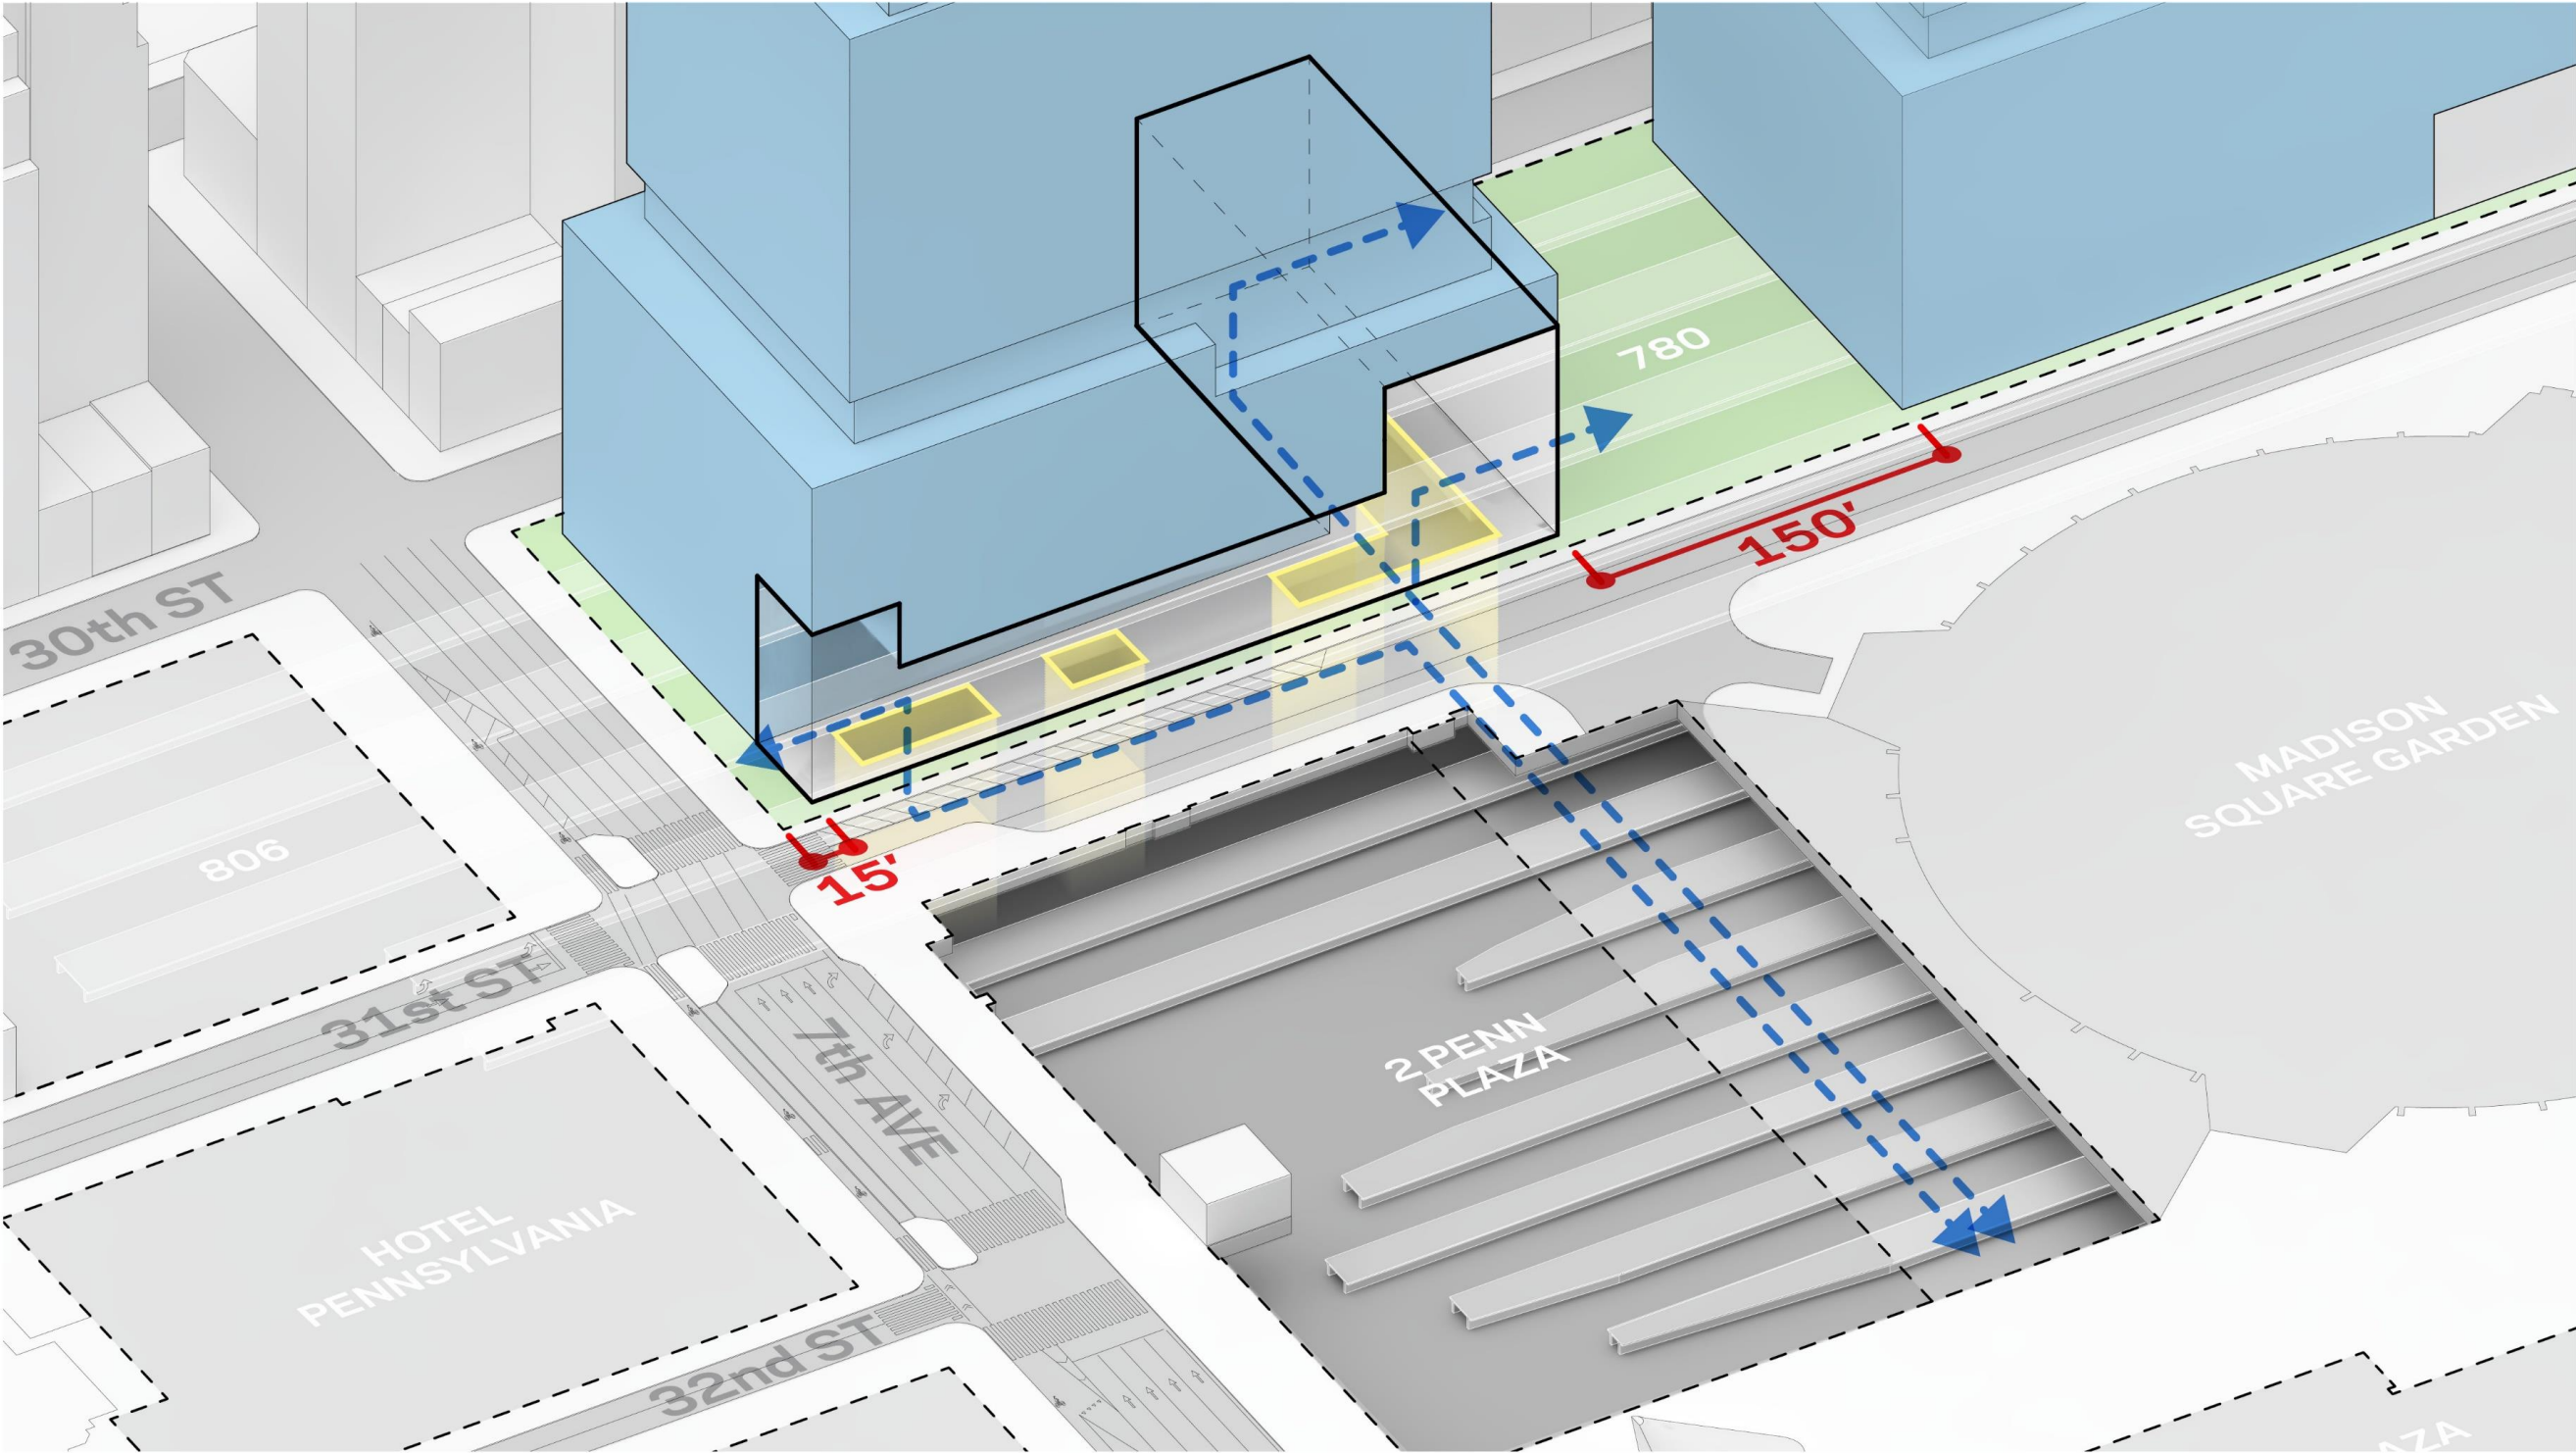 780
150'
30th ST
MADISON
SQUARE GARDEN
15'
806
31st ST
7th AVE
2 PENN
PLAZA
HOTEL
PENNSYLVANIA
32nd ST